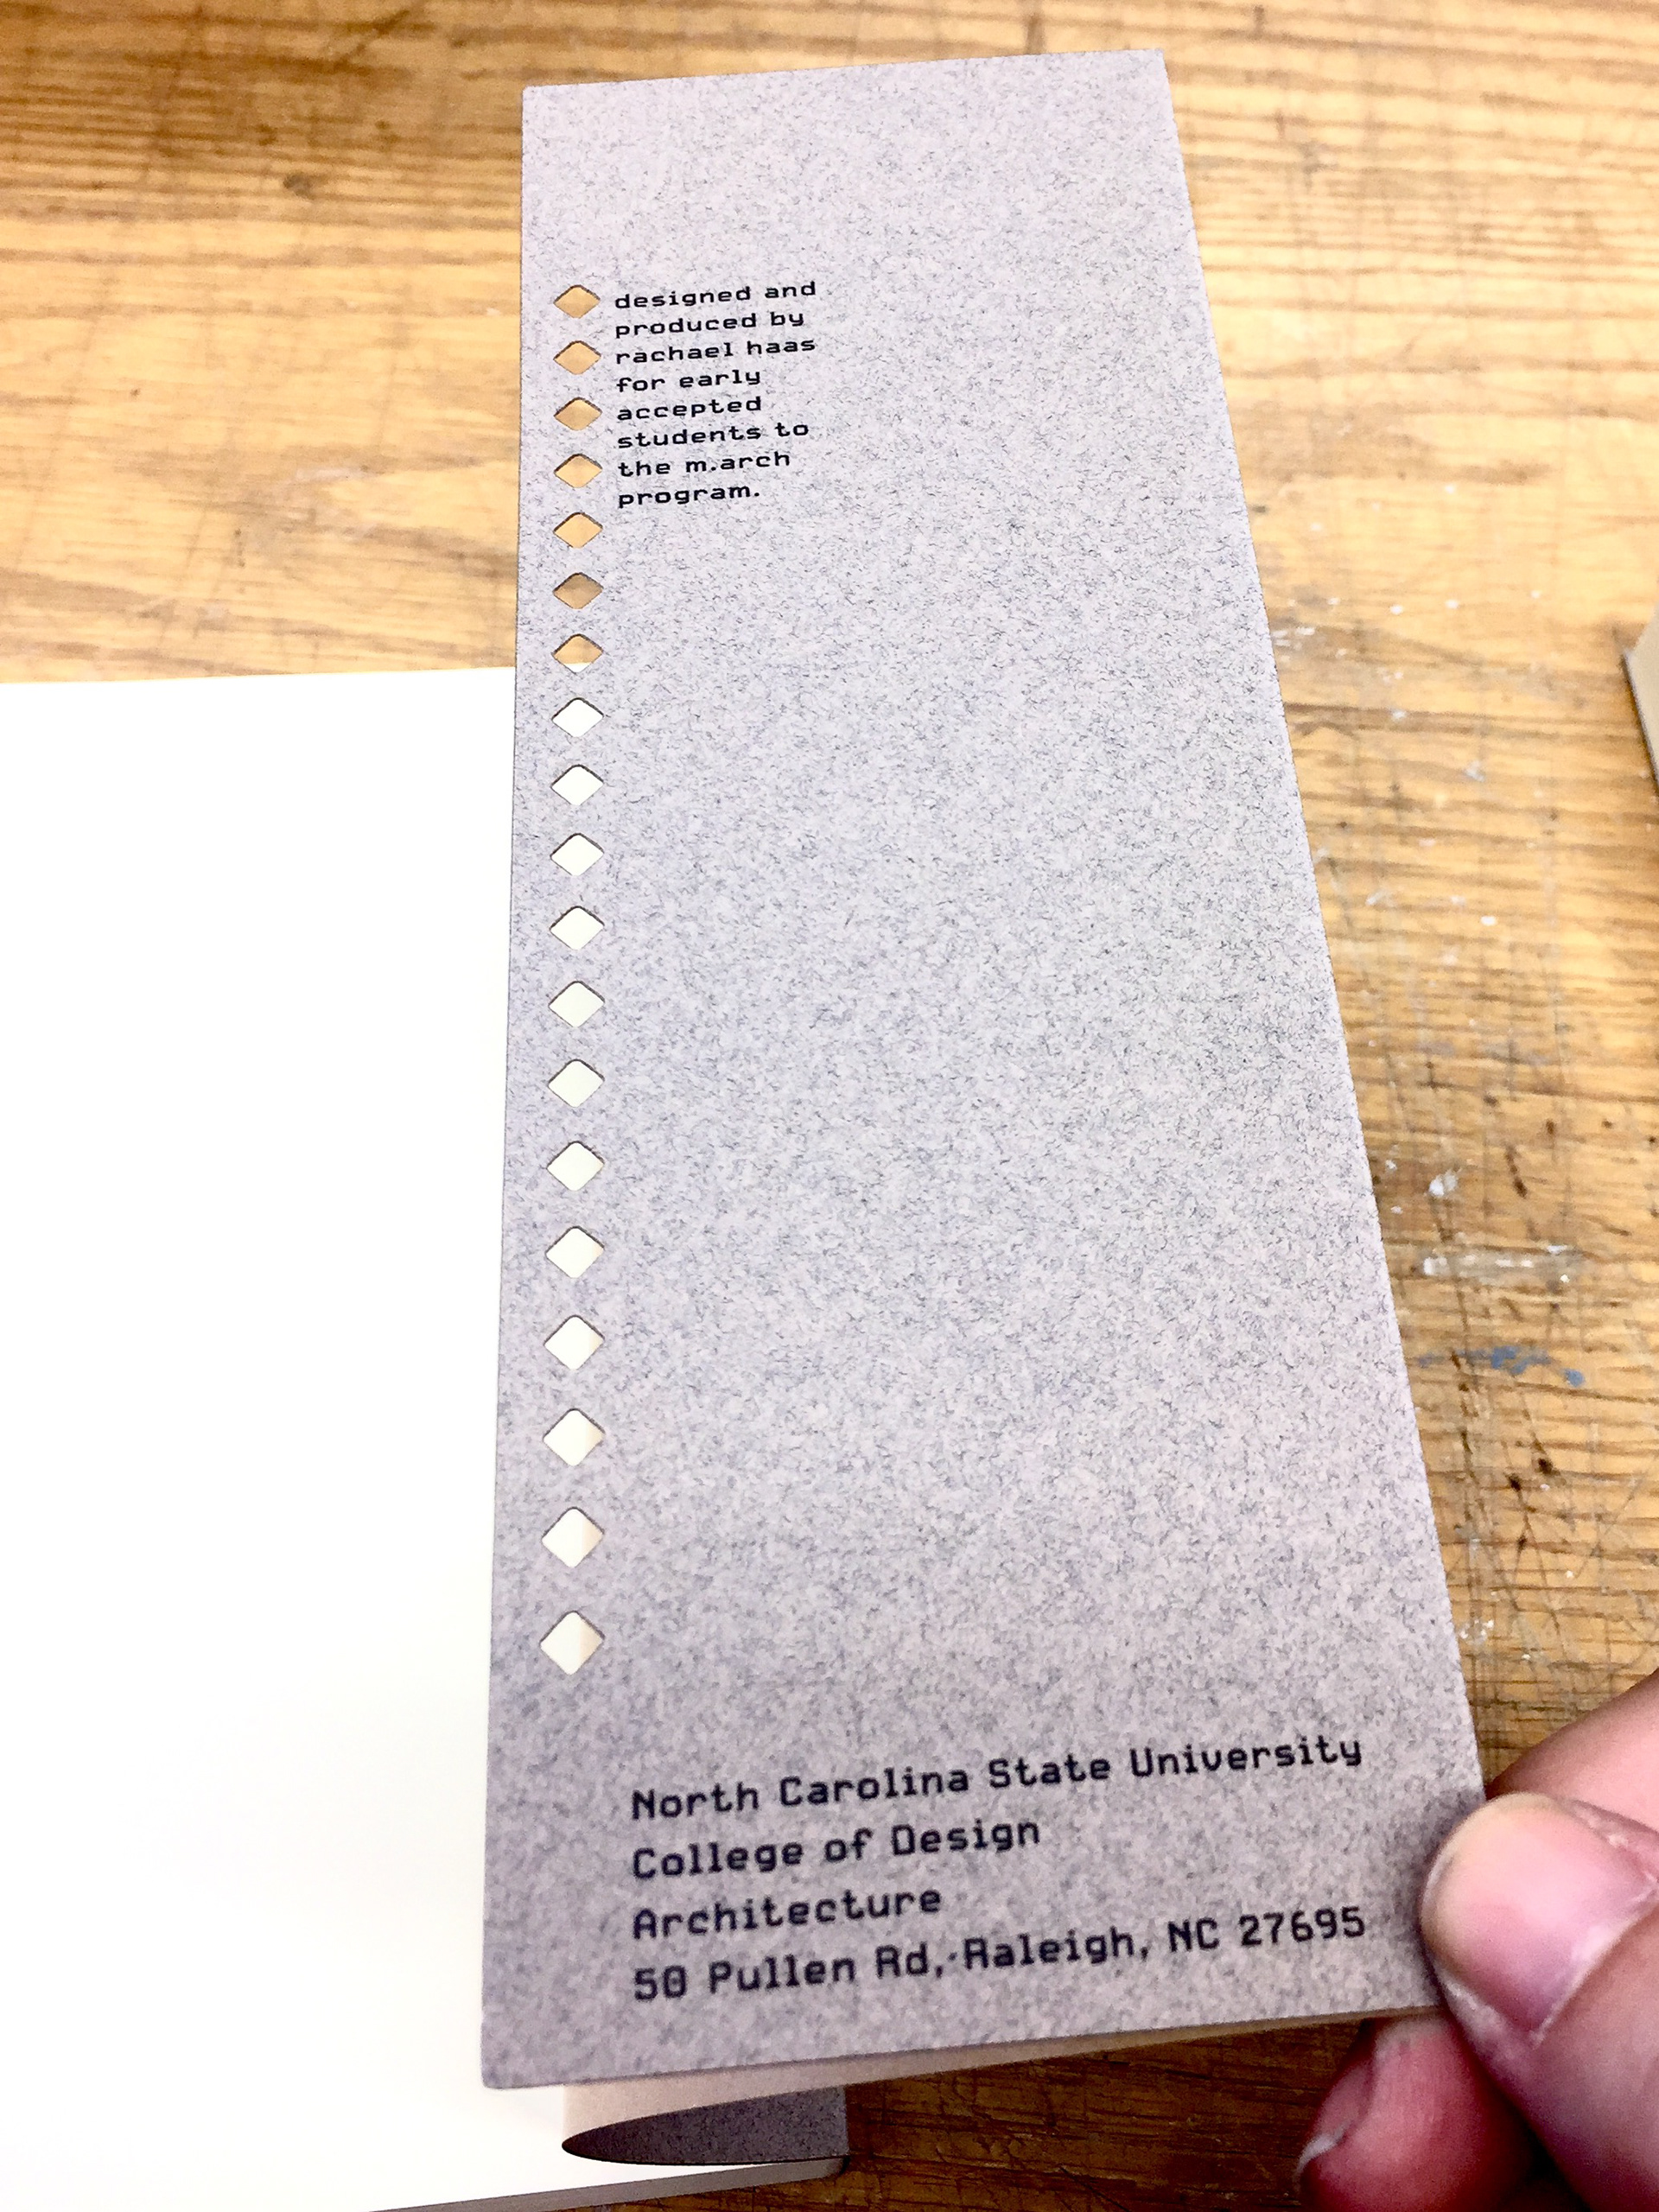 designed and
produced by
rachael haas
for early
accepted
students to
the m.arch
program.
North Carolina State University
College of Design
Architecture
50 Pullen Rd, Raleigh, NC 27695